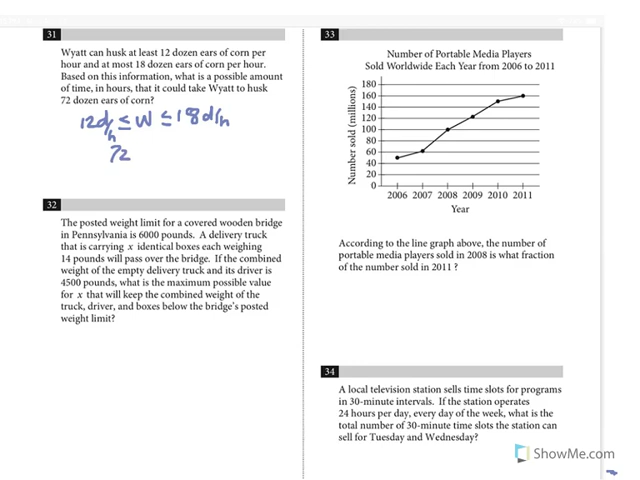 31
Wyatt can husk at least 12 dozen ears of corn per
hour and at most 18 dozen ears of corn per hour.
Based on this information, what is a possible amount
of time, in hours, that it could take Wyatt to husk
72 dozen ears of corn?
12d/h ≤ W ≤ 18d/h
72
32
The posted weight limit for a covered wooden bridge
in Pennsylvania is 6000 pounds. A delivery truck
that is carrying x identical boxes each weighing
14 pounds will pass over the bridge. If the combined
weight of the empty delivery truck and its driver is
4500 pounds, what is the maximum possible value
for x that will keep the combined weight of the
truck, driver, and boxes below the bridge's posted
weight limit?
33
Number of Portable Media Players
Sold Worldwide Each Year from 2006 to 2011
Number sold (millions)
180
160
140
120
100
80
60
40
20
0
2006 2007 2008 2009 2010 2011
Year
According to the line graph above, the number of
portable media players sold in 2008 is what fraction
of the number sold in 2011 ?
34
A local television station sells time slots for programs
in 30-minute intervals. If the station operates
24 hours per day, every day of the week, what is the
total number of 30-minute time slots the station can
sell for Tuesday and Wednesday?
ShowMe.com